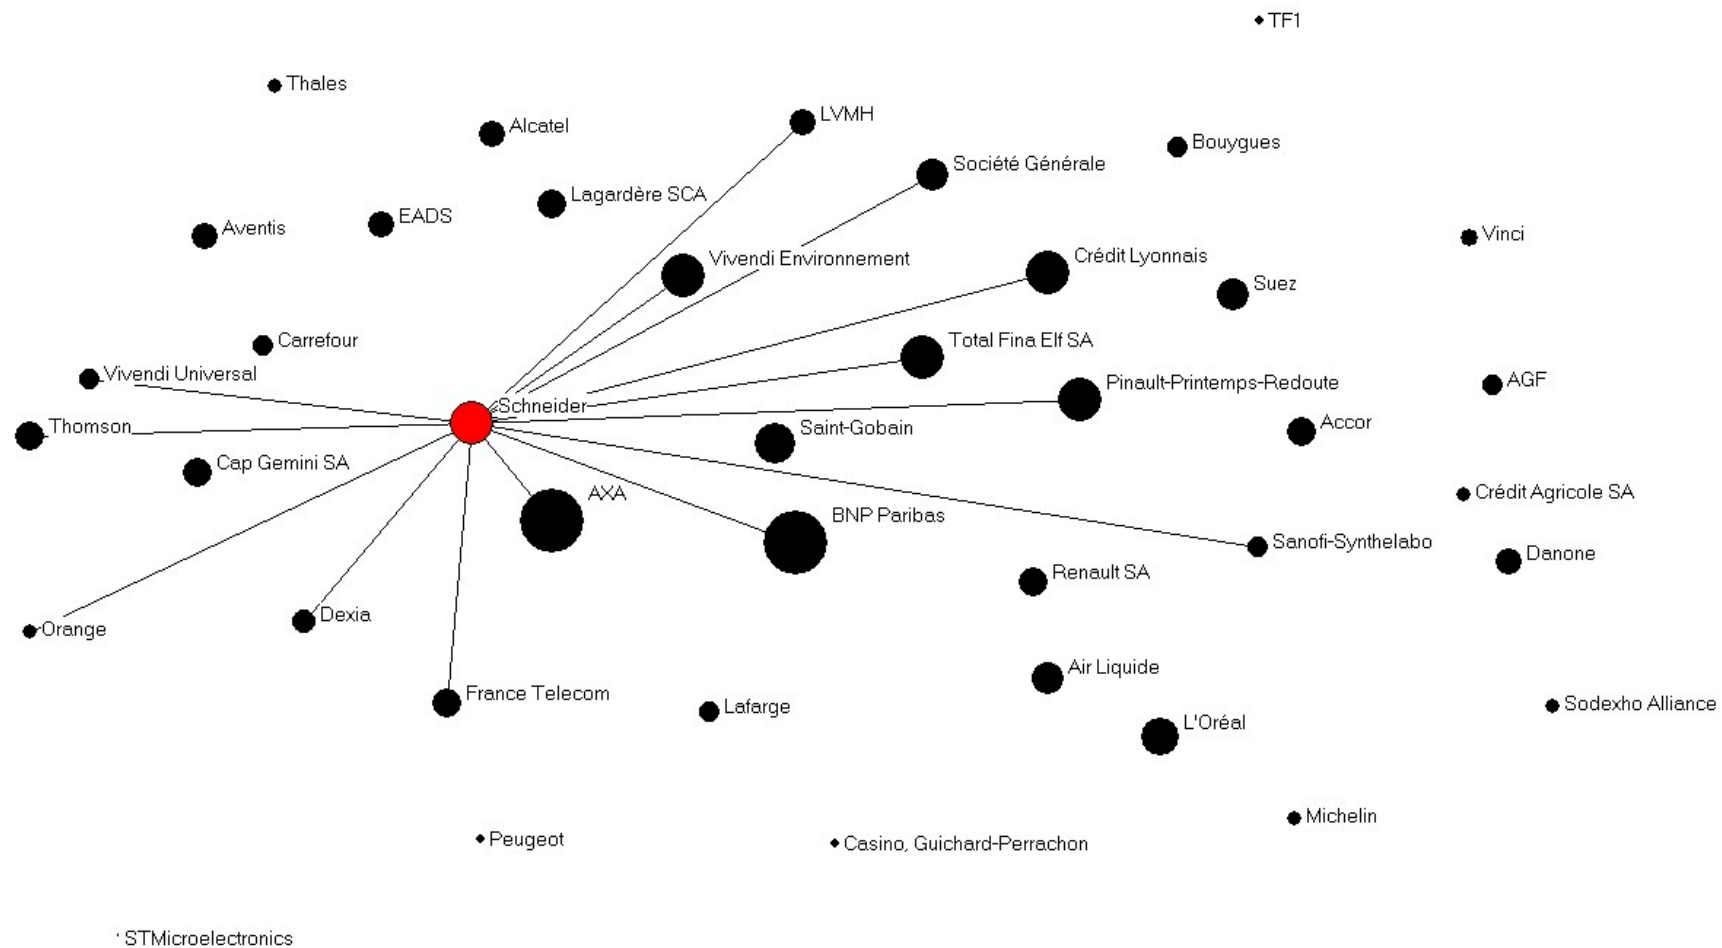 TF1
Thales
LVMH
Alcatel
Bouygues
Société Générale
Lagardère SCA
EADS
Aventis
Vinci
Crédit Lyonnais
Vivendi Environnement
Suez
Carrefour
Total Fina Elf SA
Vivendi Universal
AGF
Pinault-Printemps-Redoute
Schneider
Accor
Thomson
Saint-Gobain
Cap Gemini SA
Crédit Agricole SA
AXA
BNP Paribas
Sanofi-Synthelabo
Danone
Renault SA
Dexia
Orange
Air Liquide
France Telecom
Sodexho Alliance
Lafarge
L'Oréal
Michelin
Peugeot
Casino, Guichard-Perrachon
STMicroelectronics